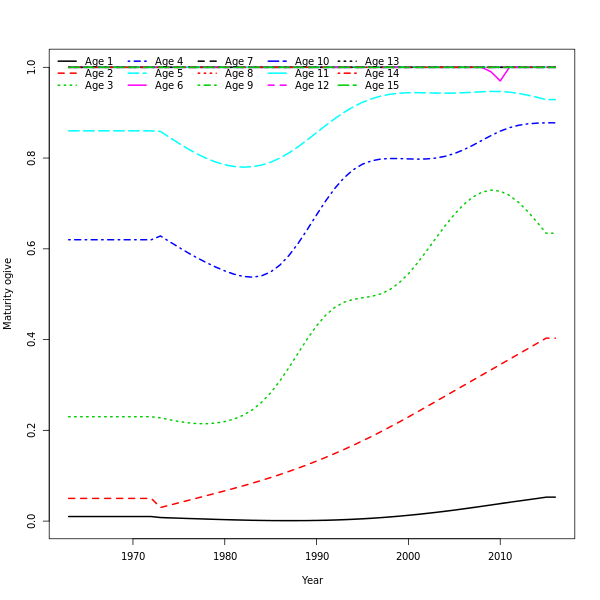 Age 1 Age 4 Age 7 Age 10 Age 13
Age 2 Age 5 Age 8 Age 11 Age 14
Age 3 Age 6 Age 9 Age 12 Age 15
1.0
0.8
0.6
0.4
0.2
0.0
Maturity ogive
1970 1980 1990 2000 2010
Year